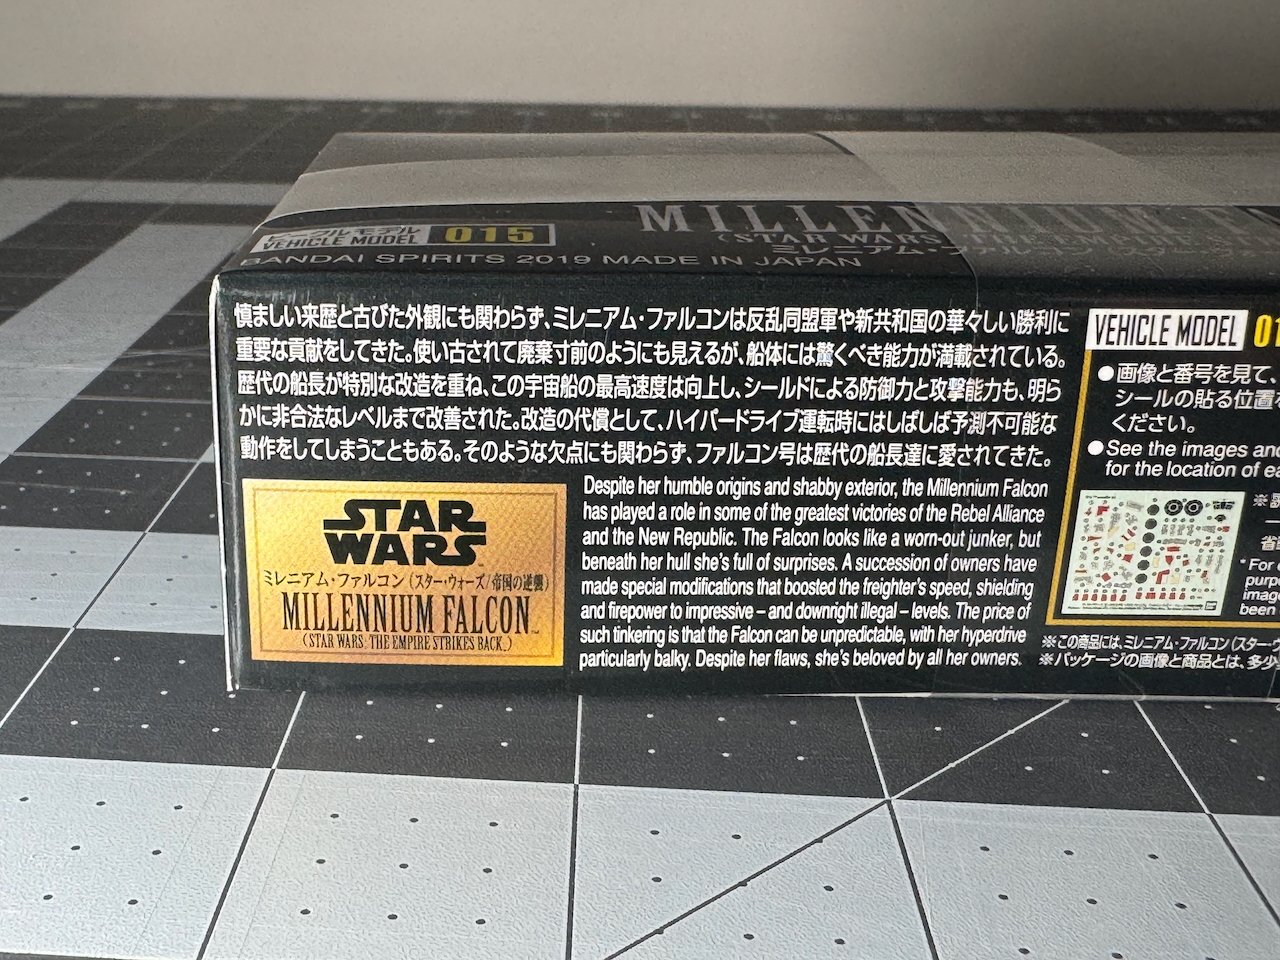 ビークルモデル
VEHICLE MODEL 015
BANDAI SPIRITS 2019 MADE IN JAPAN
MILLENNIUM
(STAR WARS
ミレニアム・
慎ましい来歴と古びた外観にも関わらず、ミレニアム・ファルコンは反乱同盟軍や新共和国の華々しい勝利に
重要な貢献をしてきた。使い古されて廃棄寸前のようにも見えるが、船体には驚くべき能力が満載されている。
歴代の船長が特別な改造を重ね、この宇宙船の最高速度は向上し、シールドによる防御力と攻撃能力も、明ら
かに非合法なレベルまで改善された。改造の代償として、ハイパードライブ運転時にはしばしば予測不可能な
動作をしてしまうこともある。そのような欠点にも関わらず、ファルコン号は歴代の船長達に愛されてきた。
STAR
WARS
ミレニアム・ファルコン(スター・ウォーズ/帝国の逆襲)
MILLENNIUM FALCON™
(STAR WARS: THE EMPIRE STRIKES BACK™)
Despite her humble origins and shabby exterior, the Millennium Falcon
has played a role in some of the greatest victories of the Rebel Alliance
and the New Republic. The Falcon looks like a worn-out junker, but
beneath her hull she's full of surprises. A succession of owners have
made special modifications that boosted the freighter's speed, shielding
and firepower to impressive – and downright illegal – levels. The price of
such tinkering is that the Falcon can be unpredictable, with her hyperdrive
particularly balky. Despite her flaws, she's beloved by all her owners.
VEHICLE MODEL 01
●画像と番号を見て、
シールの貼る位置を
ください。
●See the images and
for the location of ea
*For
purp
image
been
※この商品には、ミレニアム・ファルコン(スター・ウ
※パッケージの画像と商品とは、多少